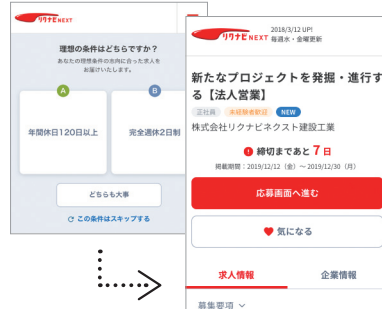 リクナビNEXT
理想の条件はどちらですか？
あなたの理想条件の志向に合った求人を
お届けいたします。
A
B
年間休日120日以上
完全週休2日制
どちらも大事
この条件はスキップする
リクナビNEXT
2018/3/12 UP!
毎週水・金曜更新
新たなプロジェクトを発掘・進行す
る【法人営業】
正社員 未経験者歓迎 NEW
株式会社リクナビネクスト建設工業
締切まであと 7 日
掲載期間：2019/12/12（金）～2019/12/30（月）
応募画面へ進む
気になる
求人情報 企業情報
募集要項